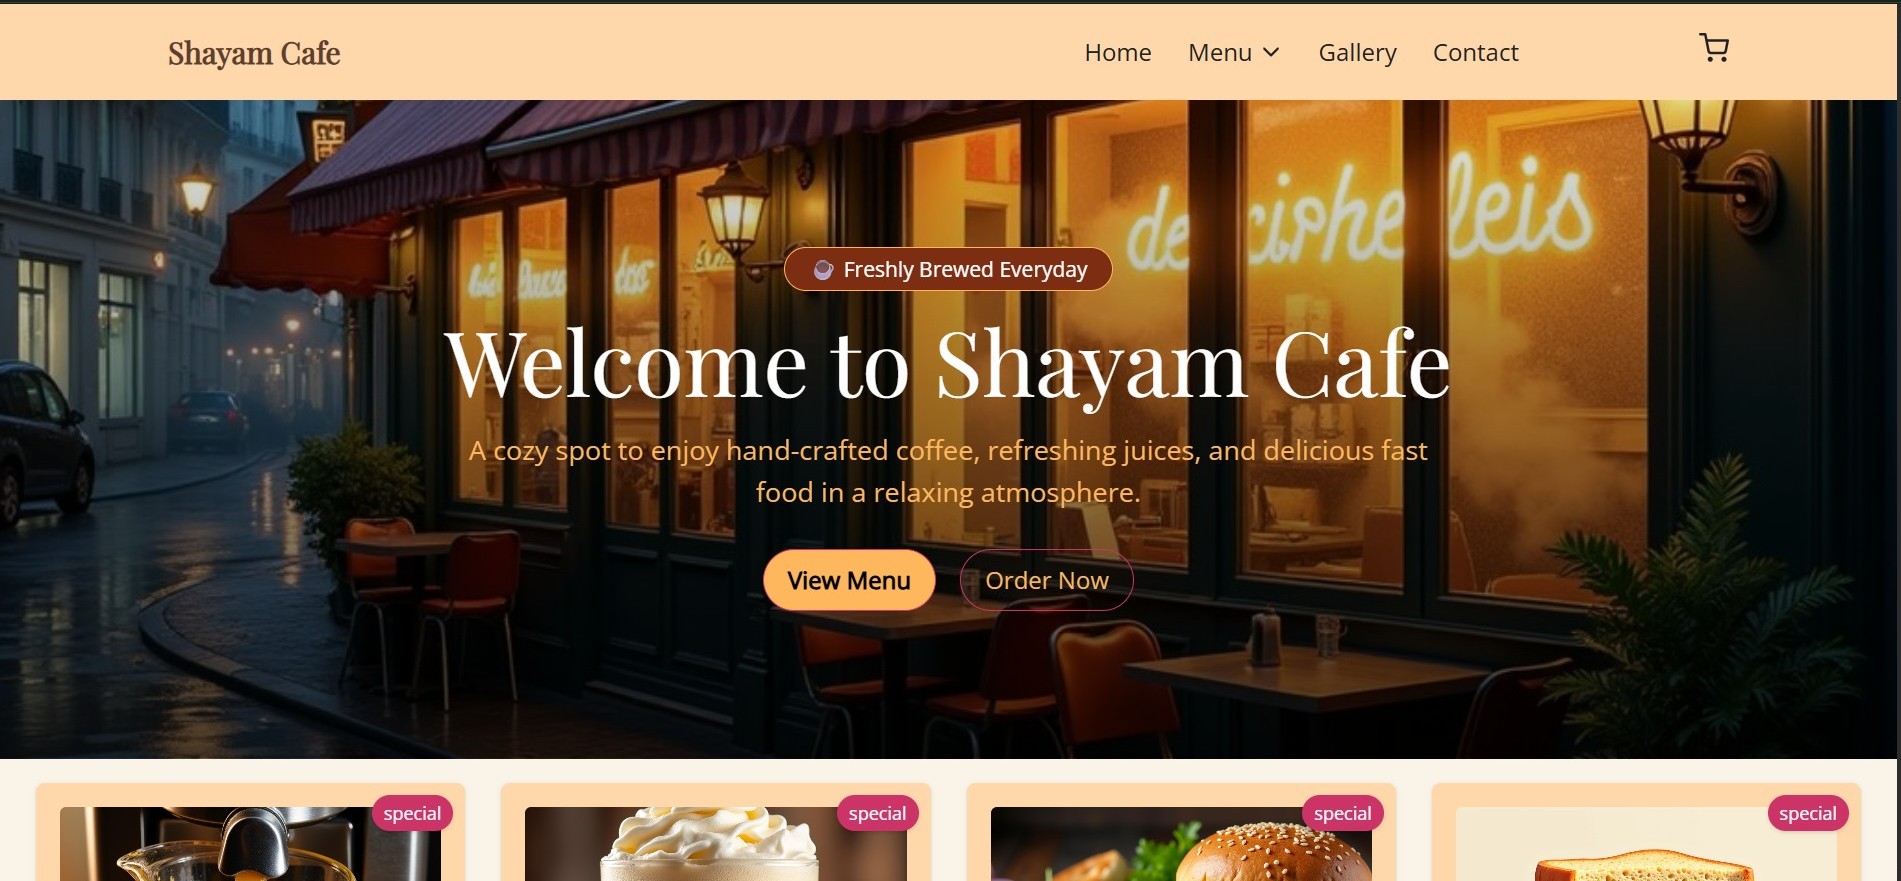 Shayam Cafe
Home Menu Gallery Contact
Freshly Brewed Everyday
Welcome to Shayam Cafe
A cozy spot to enjoy hand-crafted coffee, refreshing juices, and delicious fast
food in a relaxing atmosphere.
View Menu Order Now
special special special special